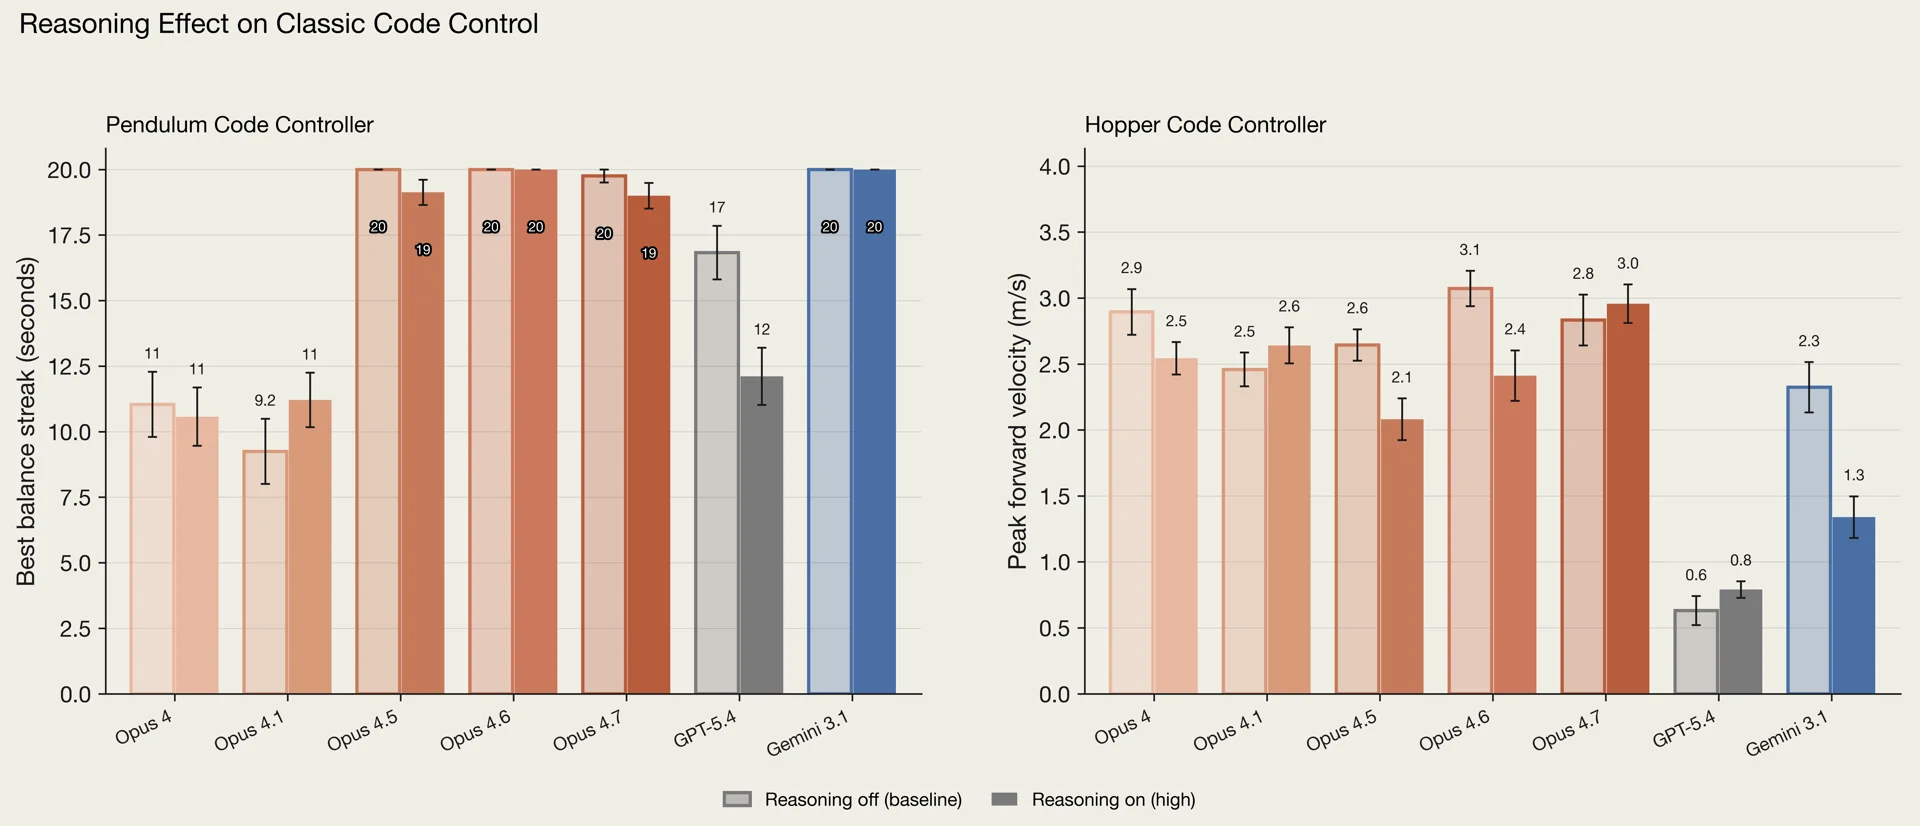 Reasoning Effect on Classic Code Control
Pendulum Code Controller
Best balance streak (seconds)
20.0
17.5
15.0
12.5
10.0
7.5
5.0
2.5
0.0
11
11
9.2
11
20
19
20
20
20
19
17
12
20
20
Opus 4
Opus 4.1
Opus 4.5
Opus 4.6
Opus 4.7
GPT-5.4
Gemini 3.1
Hopper Code Controller
Peak forward velocity (m/s)
4.0
3.5
3.0
2.5
2.0
1.5
1.0
0.5
0.0
2.9
2.5
2.5
2.6
2.6
2.1
3.1
2.4
2.8
3.0
0.6
0.8
2.3
1.3
Opus 4
Opus 4.1
Opus 4.5
Opus 4.6
Opus 4.7
GPT-5.4
Gemini 3.1
Reasoning off (baseline)
Reasoning on (high)